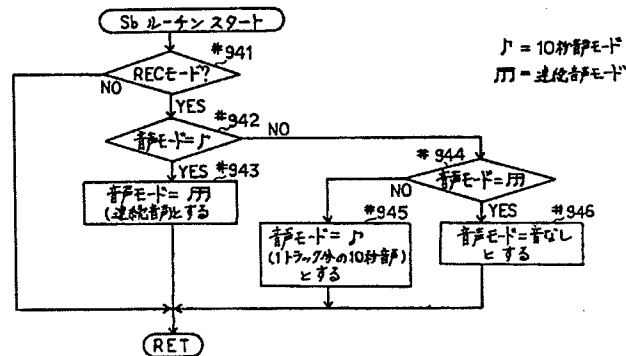 Sb ルーチン スタート
#941
RECモード?
NO
YES
♪ = 10秒音声モード
♫ = 連続音声モード
#942
音声モード=♪
NO
YES
#943
音声モード=♫
(連続音声)とする
#944
音声モード=♫
NO
YES
#945
音声モード=♪
(1トラック分の10秒音声)
とする
#946
音声モード=音なし
とする
RET